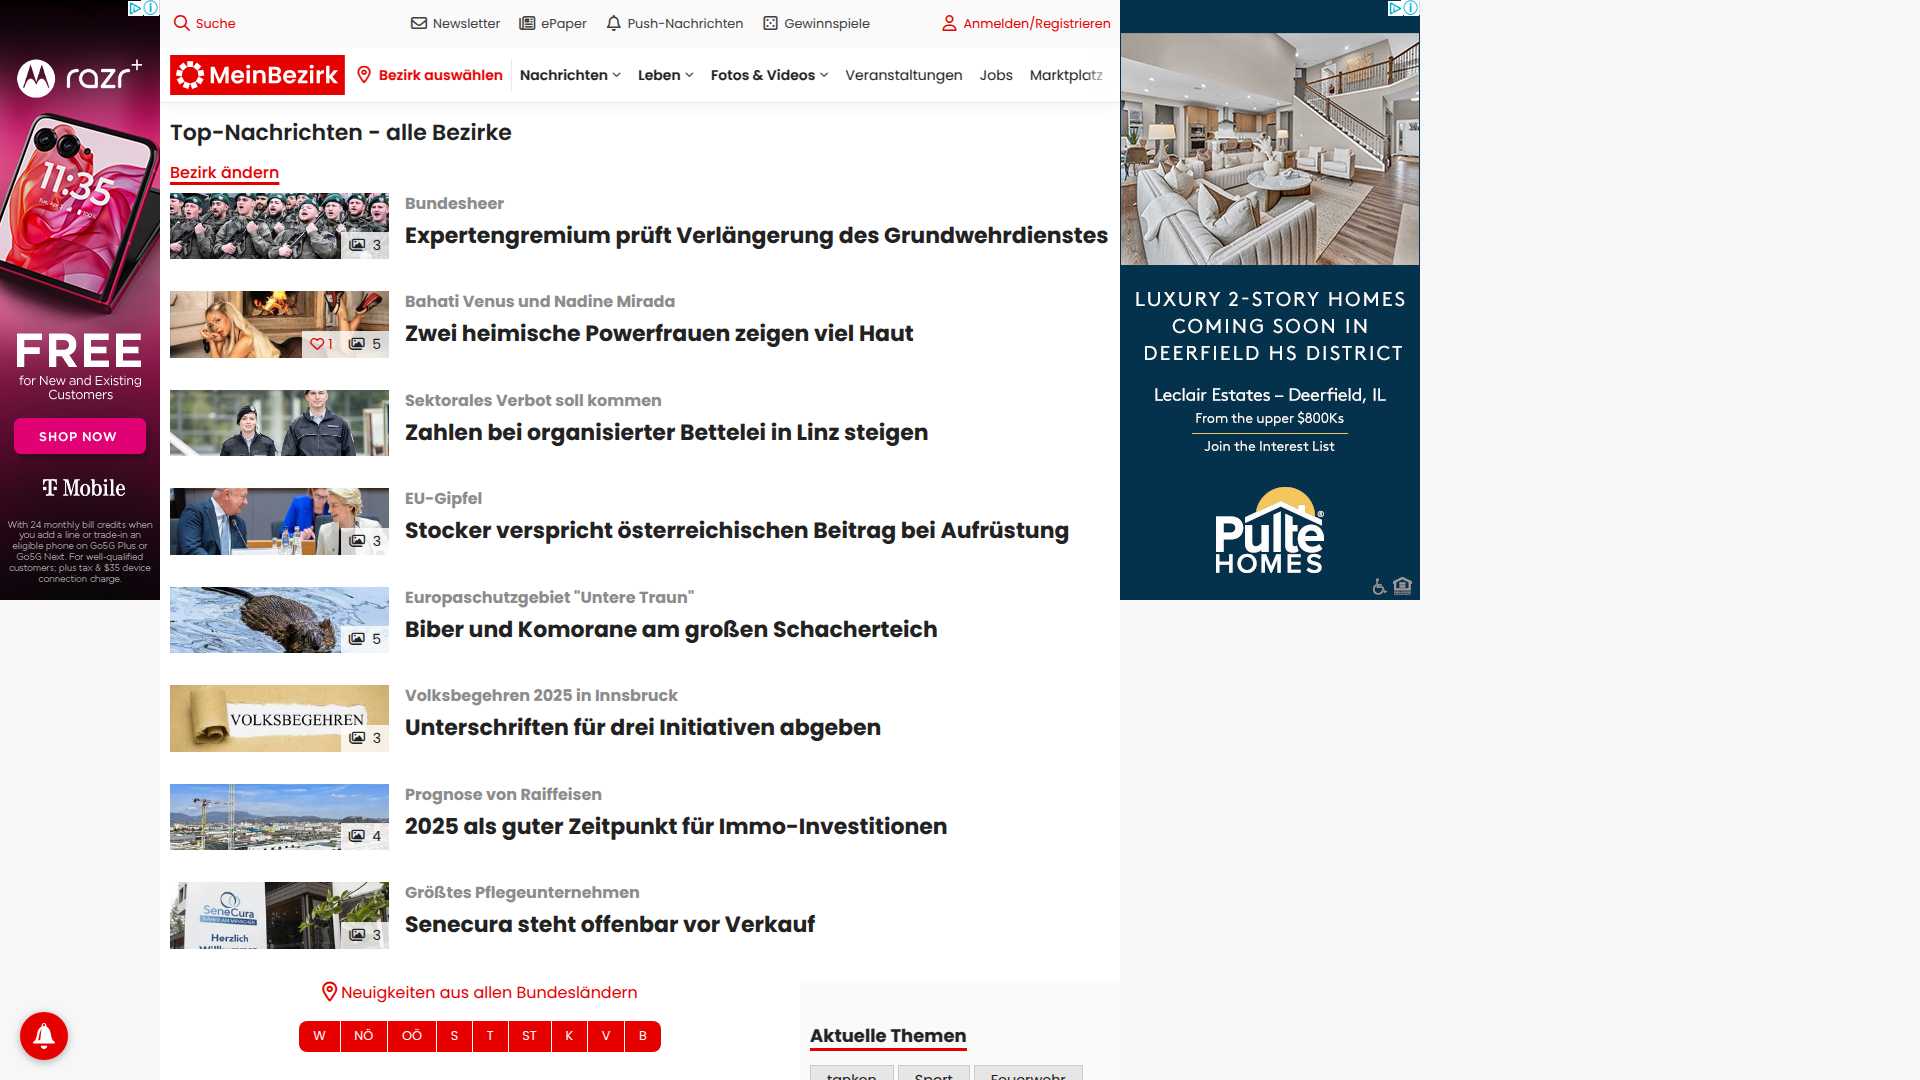 Suche
Newsletter
ePaper
Push-Nachrichten
Gewinnspiele
Anmelden/Registrieren
MeinBezirk
Bezirk auswählen
Nachrichten
Leben
Fotos & Videos
Veranstaltungen
Jobs
Marktplatz
razr+
11:35
FREE
for New and Existing
Customers
SHOP NOW
T Mobile
With 24 monthly bill credits when
you add a line or trade-in an
eligible phone on Go5G Plus or
Go5G Next. For well-qualified
customers; plus tax & $35 device
connection charge.
Top-Nachrichten - alle Bezirke
Bezirk ändern
3
Bundesheer
Expertengremium prüft Verlängerung des Grundwehrdienstes
1
5
Bahati Venus und Nadine Mirada
Zwei heimische Powerfrauen zeigen viel Haut
Sektorales Verbot soll kommen
Zahlen bei organisierter Bettelei in Linz steigen
3
EU-Gipfel
Stocker verspricht österreichischen Beitrag bei Aufrüstung
5
Europaschutzgebiet "Untere Traun"
Biber und Komorane am großen Schacherteich
VOLKSBEGEHREN
3
Volksbegehren 2025 in Innsbruck
Unterschriften für drei Initiativen abgeben
4
Prognose von Raiffeisen
2025 als guter Zeitpunkt für Immo-Investitionen
SeneCura
Herzlich
3
Größtes Pflegeunternehmen
Senecura steht offenbar vor Verkauf
Neuigkeiten aus allen Bundesländern
W
NÖ
OÖ
S
T
ST
K
V
B
Aktuelle Themen
tanken
Sport
Feuerwehr
LUXURY 2-STORY HOMES
COMING SOON IN
DEERFIELD HS DISTRICT
Leclair Estates – Deerfield, IL
From the upper $800Ks
Join the Interest List
Pulte®
HOMES